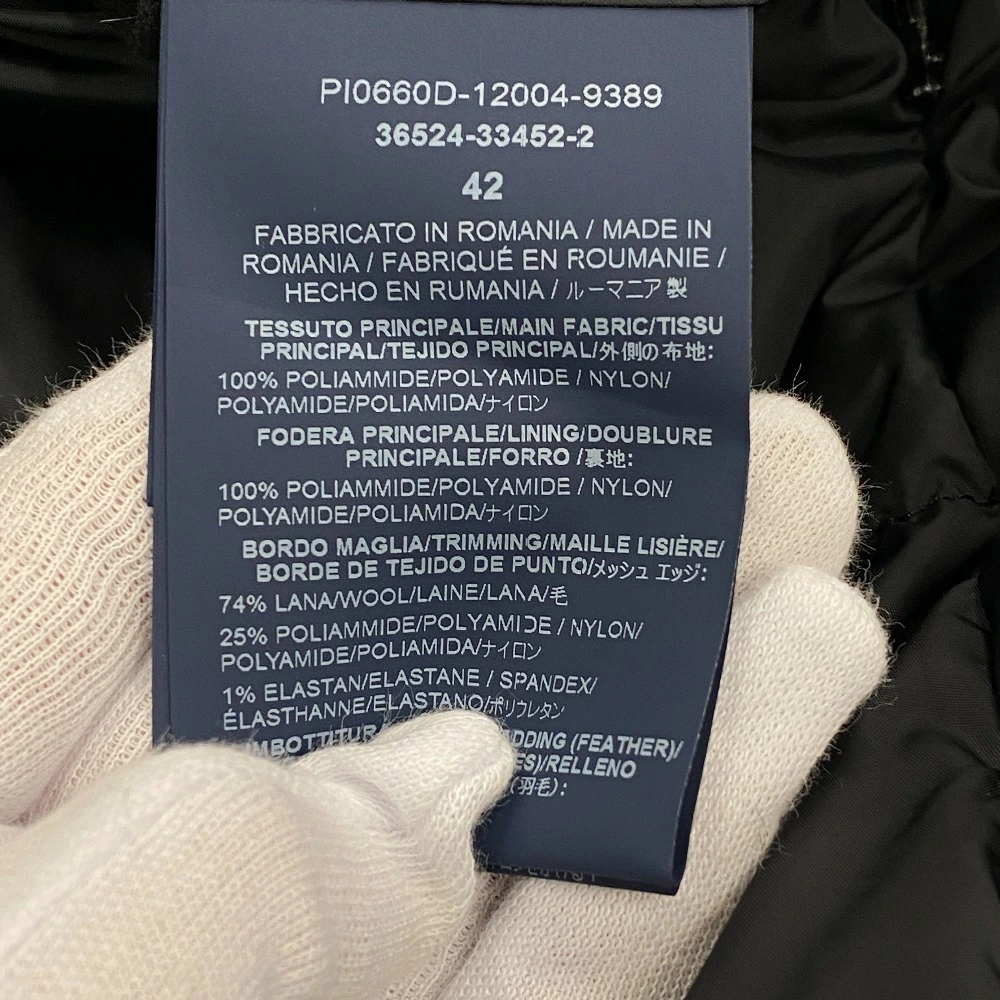 PI0660D-12004-9389
36524-33452-2
42
FABBRICATO IN ROMANIA / MADE IN
ROMANIA / FABRIQUÉ EN ROUMANIE /
HECHO EN RUMANIA / ルーマニア製
TESSUTO PRINCIPALE/MAIN FABRIC/TISSU
PRINCIPAL/TEJIDO PRINCIPAL/外側の布地:
100% POLIAMMIDE/POLYAMIDE / NYLON/
POLYAMIDE/POLIAMIDA/ナイロン
FODERA PRINCIPALE/LINING/DOUBLURE
PRINCIPALE/FORRO /裏地:
100% POLIAMMIDE/POLYAMIDE / NYLON/
POLYAMIDE/POLIAMIDA/ナイロン
BORDO MAGLIA/TRIMMING/MAILLE LISIÈRE/
BORDE DE TEJIDO DE PUNTO/メッシュ エッジ:
74% LANA/WOOL/LAINE/LANA/毛
25% POLIAMMIDE/POLYAMIDE / NYLON/
POLYAMIDE/POLIAMIDA/ナイロン
1% ELASTAN/ELASTANE / SPANDEX/
ÉLASTHANNE/ELASTANO/ポリウレタン
(FEATHER)/
/RELLENO
(羽毛):